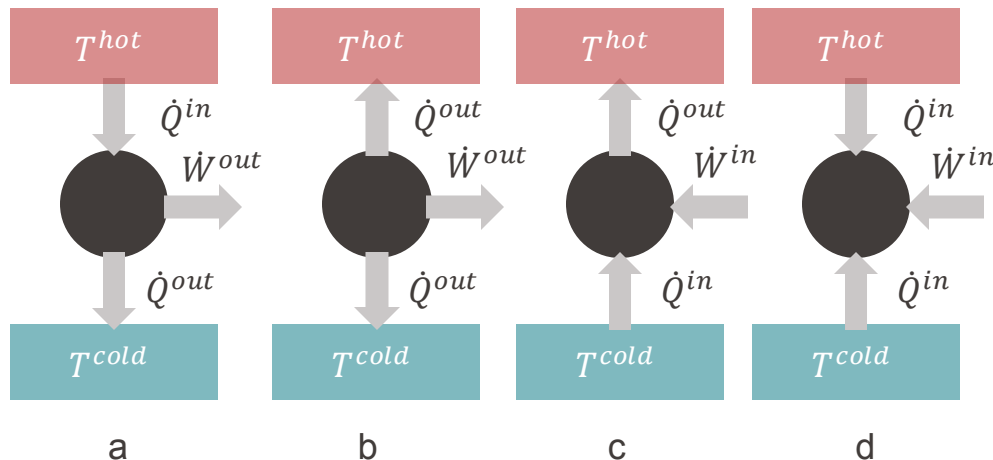 T^hot T^hot T^hot T^hot
Q̇^in Q̇^out Q̇^out Q̇^in
Ẇ^out Ẇ^out Ẇ^in Ẇ^in
Q̇^out Q̇^out Q̇^in Q̇^in
T^cold T^cold T^cold T^cold
a b c d